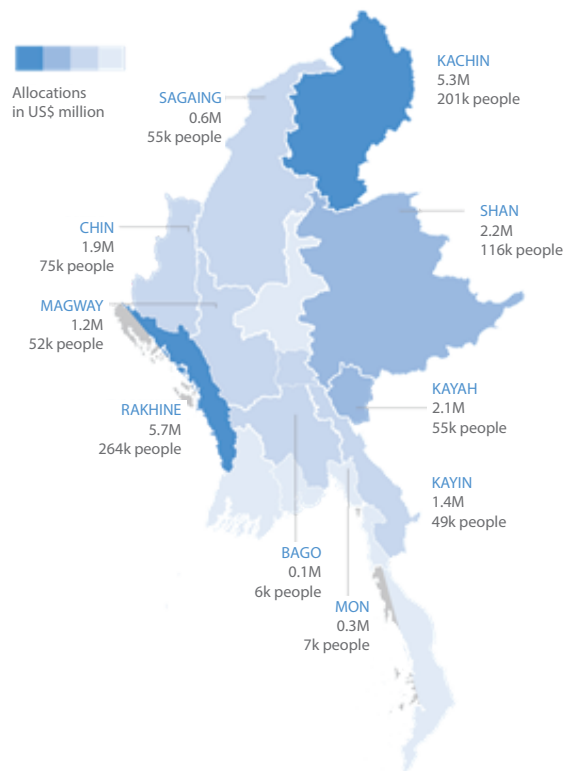 Allocations
in US$ million
KACHIN
5.3M
201k people
SAGAING
0.6M
55k people
SHAN
2.2M
116k people
CHIN
1.9M
75k people
MAGWAY
1.2M
52k people
KAYAH
2.1M
55k people
RAKHINE
5.7M
264k people
KAYIN
1.4M
49k people
BAGO
0.1M
6k people
MON
0.3M
7k people